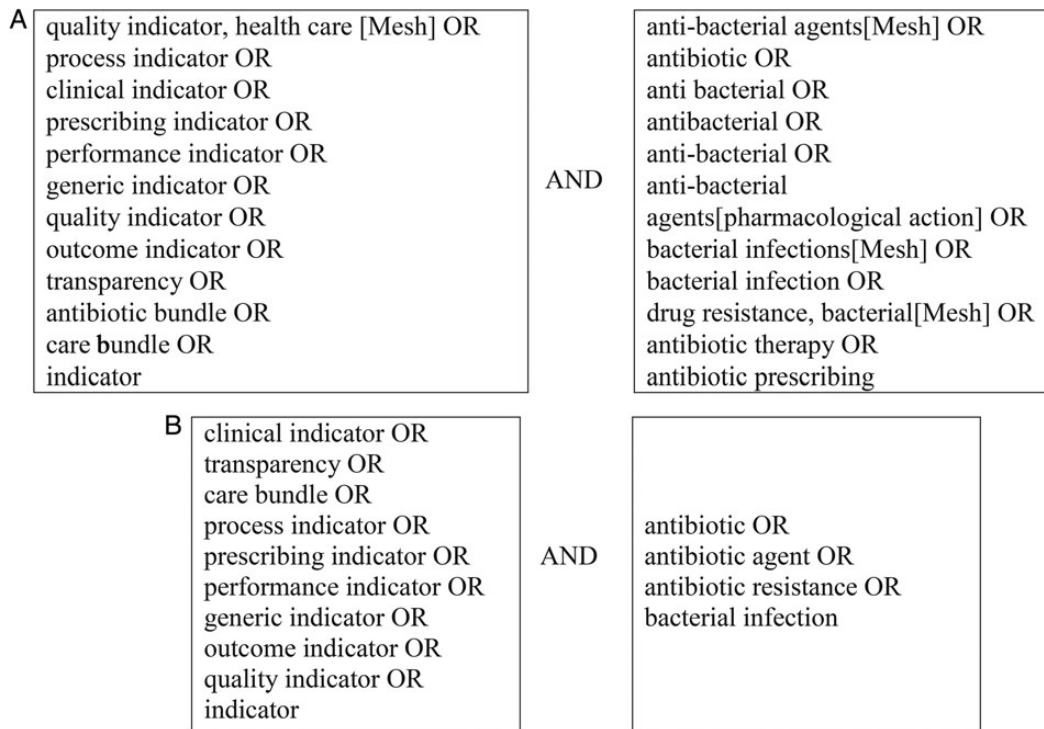 A
quality indicator, health care [Mesh] OR
process indicator OR
clinical indicator OR
prescribing indicator OR
performance indicator OR
generic indicator OR
quality indicator OR
outcome indicator OR
transparency OR
antibiotic bundle OR
care bundle OR
indicator
AND
anti-bacterial agents[Mesh] OR
antibiotic OR
anti bacterial OR
antibacterial OR
anti-bacterial OR
anti-bacterial
agents[pharmacological action] OR
bacterial infections[Mesh] OR
bacterial infection OR
drug resistance, bacterial[Mesh] OR
antibiotic therapy OR
antibiotic prescribing
B
clinical indicator OR
transparency OR
care bundle OR
process indicator OR
prescribing indicator OR
performance indicator OR
generic indicator OR
outcome indicator OR
quality indicator OR
indicator
AND
antibiotic OR
antibiotic agent OR
antibiotic resistance OR
bacterial infection